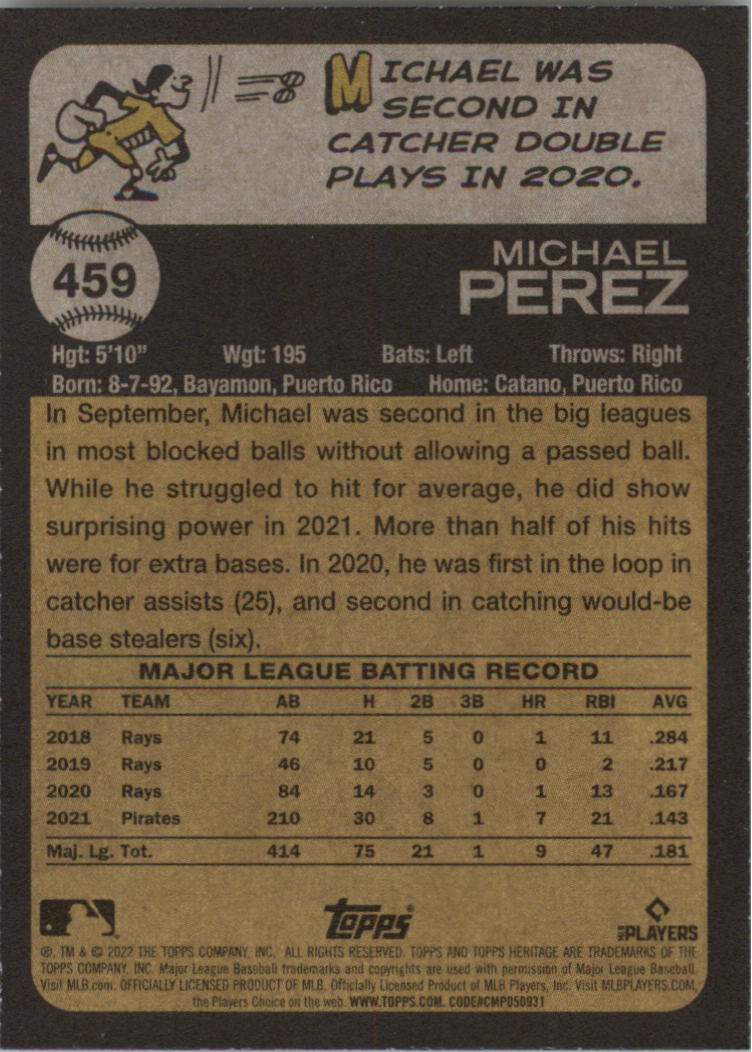 MICHAEL WAS
SECOND IN
CATCHER DOUBLE
PLAYS IN 2020.
459
MICHAEL
PEREZ
Hgt: 5'10" Wgt: 195 Bats: Left Throws: Right
Born: 8-7-92, Bayamon, Puerto Rico Home: Catano, Puerto Rico
In September, Michael was second in the big leagues
in most blocked balls without allowing a passed ball.
While he struggled to hit for average, he did show
surprising power in 2021. More than half of his hits
were for extra bases. In 2020, he was first in the loop in
catcher assists (25), and second in catching would-be
base stealers (six).
MAJOR LEAGUE BATTING RECORD
YEAR TEAM AB H 2B 3B HR RBI AVG
2018 Rays 74 21 5 0 1 11 .284
2019 Rays 46 10 5 0 0 2 .217
2020 Rays 84 14 3 0 1 13 .167
2021 Pirates 210 30 8 1 7 21 .143
Maj. Lg. Tot. 414 75 21 1 9 47 .181
Topps
MLB PLAYERS
®, TM & © 2022 THE TOPPS COMPANY, INC. ALL RIGHTS RESERVED. TOPPS AND TOPPS HERITAGE ARE TRADEMARKS OF THE
TOPPS COMPANY, INC. Major League Baseball trademarks and copyrights are used with permission of Major League Baseball.
Visit MLB.com. OFFICIALLY LICENSED PRODUCT OF MLB. Officially Licensed Product of MLB Players, Inc. Visit MLBPLAYERS.COM,
the Players Choice on the web. WWW.TOPPS.COM. CODE#CMP050931